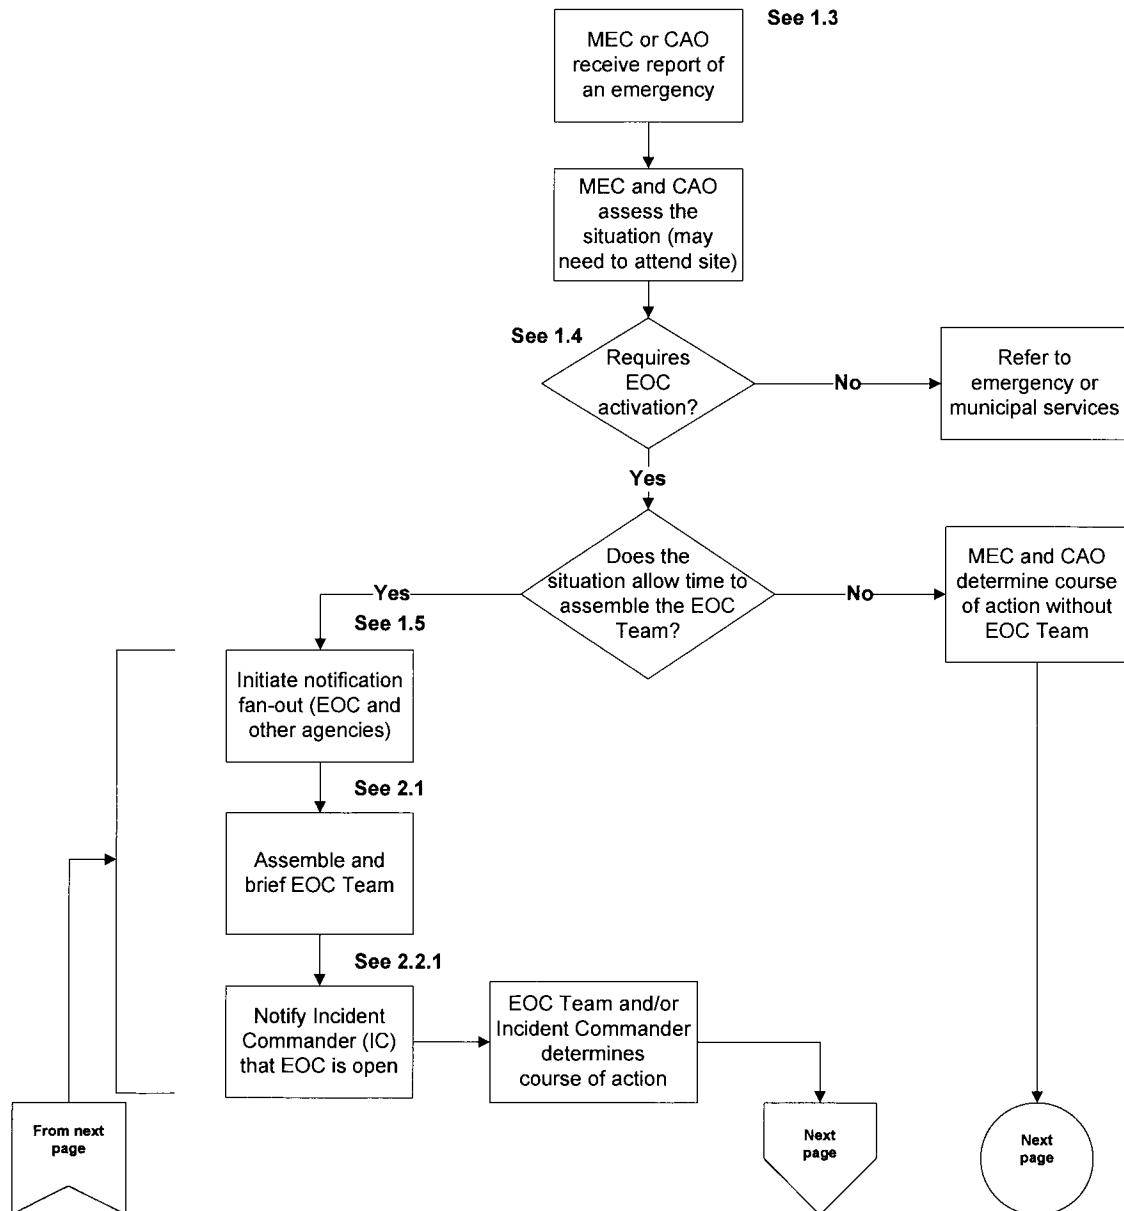 See 1.3
MEC or CAO
receive report of
an emergency
MEC and CAO
assess the
situation (may
need to attend site)
See 1.4
Requires
EOC
activation?
No
Refer to
emergency or
municipal services
Yes
Does the
situation allow time to
assemble the EOC
Team?
Yes
No
MEC and CAO
determine course
of action without
EOC Team
See 1.5
Initiate notification
fan-out (EOC and
other agencies)
See 2.1
Assemble and
brief EOC Team
See 2.2.1
Notify Incident
Commander (IC)
that EOC is open
EOC Team and/or
Incident Commander
determines
course of action
From next
page
Next
page
Next
page